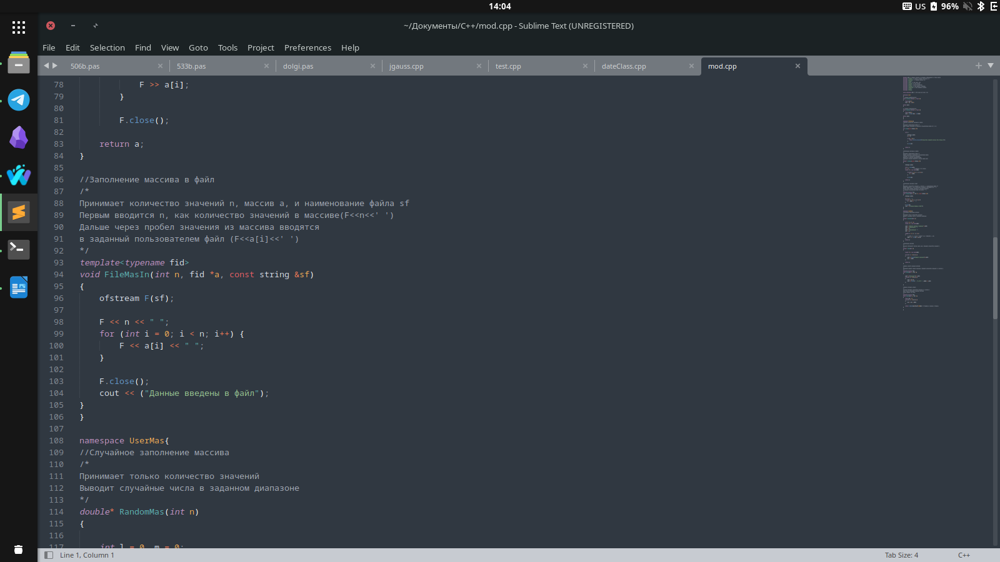 14:04
US 96%
~/Документы/C++/mod.cpp - Sublime Text (UNREGISTERED)
File Edit Selection Find View Goto Tools Project Preferences Help
506b.pas 533b.pas dolgi.pas jgauss.cpp test.cpp dateClass.cpp mod.cpp
78 F >> a[i];
79 }
80
81 F.close();
82
83 return a;
84 }
85
86 //Заполнение массива в файл
87 /*
88 Принимает количество значений n, массив a, и наименование файла sf
89 Первым вводится n, как количество значений в массиве(F<<n<<' ')
90 Дальше через пробел значения из массива вводятся
91 в заданный пользователем файл (F<<a[i]<<' ')
92 */
93 template<typename fid>
94 void FileMasIn(int n, fid *a, const string &sf)
95 {
96 ofstream F(sf);
97
98 F << n << " ";
99 for (int i = 0; i < n; i++) {
100 F << a[i] << " ";
101 }
102
103 F.close();
104 cout << ("Данные введены в файл");
105 }
106 }
107
108 namespace UserMas{
109 //Случайное заполнение массива
110 /*
111 Принимает только количество значений
112 Выводит случайные числа в заданном диапазоне
113 */
114 double* RandomMas(int n)
115 {
116
117 int l = 0, m = 0;
Line 1, Column 1 Tab Size: 4 C++